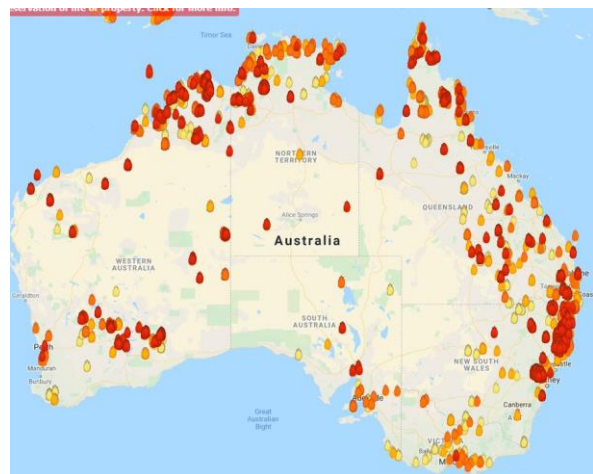 servation of life or property. Click for more info.
Timor Sea
NORTHERN
TERRITORY
Mackay
QUEENSLAND
Alice Springs
Australia
WESTERN
AUSTRALIA
Geraldton
SOUTH
AUSTRALIA
NEW SOUTH
WALES
Perth
Mandurah
Bunbury
Adelaide
Canberra
Great
Australian
Bight